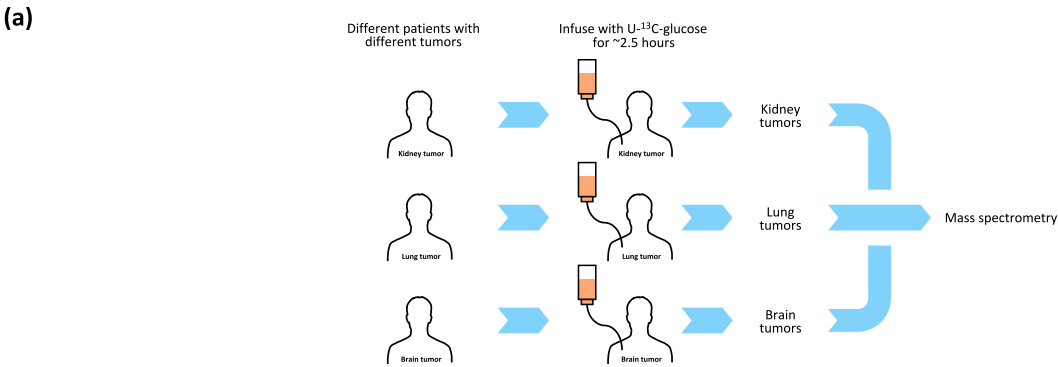 (a)
Different patients with
different tumors
Infuse with U-¹³C-glucose
for ~2.5 hours
Kidney tumor
Kidney tumor
Kidney
tumors
Lung tumor
Lung tumor
Lung
tumors
Mass spectrometry
Brain tumor
Brain tumor
Brain
tumors